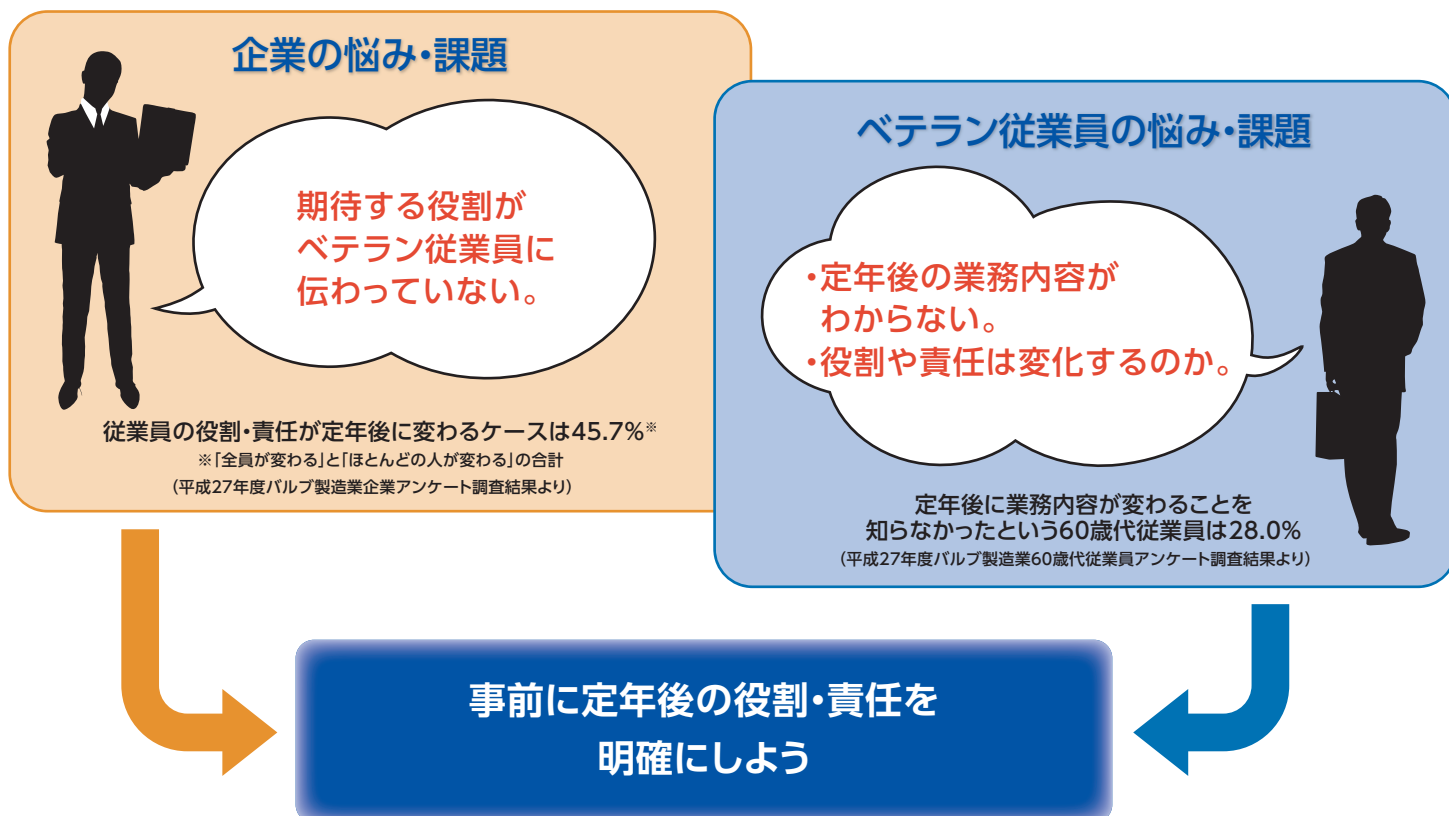 企業の悩み・課題
期待する役割が
ベテラン従業員に
伝わっていない。
従業員の役割・責任が定年後に変わるケースは45.7%※
※「全員が変わる」と「ほとんどの人が変わる」の合計
(平成27年度バルブ製造業企業アンケート調査結果より)
ベテラン従業員の悩み・課題
・定年後の業務内容が
わからない。
・役割や責任は変化するのか。
定年後に業務内容が変わることを
知らなかったという60歳代従業員は28.0%
(平成27年度バルブ製造業60歳代従業員アンケート調査結果より)
事前に定年後の役割・責任を
明確にしよう